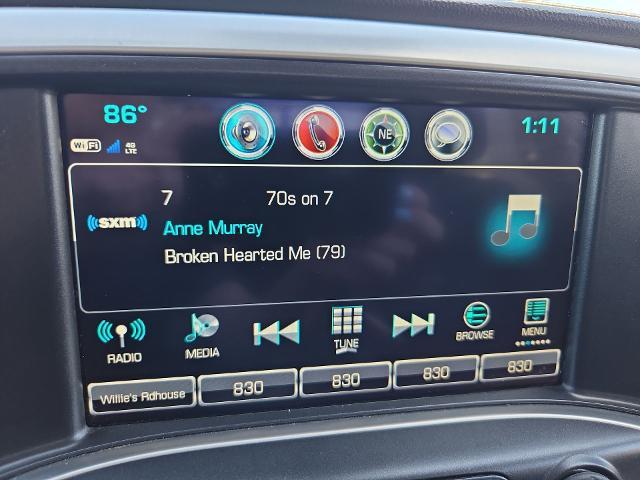 86°
NE
1:11
WiFi
4G
LTE
7 70s on 7
((sxm))
Anne Murray
Broken Hearted Me (79)
RADIO
MEDIA
TUNE
BROWSE
MENU
Willie's Rdhouse
830
830
830
830